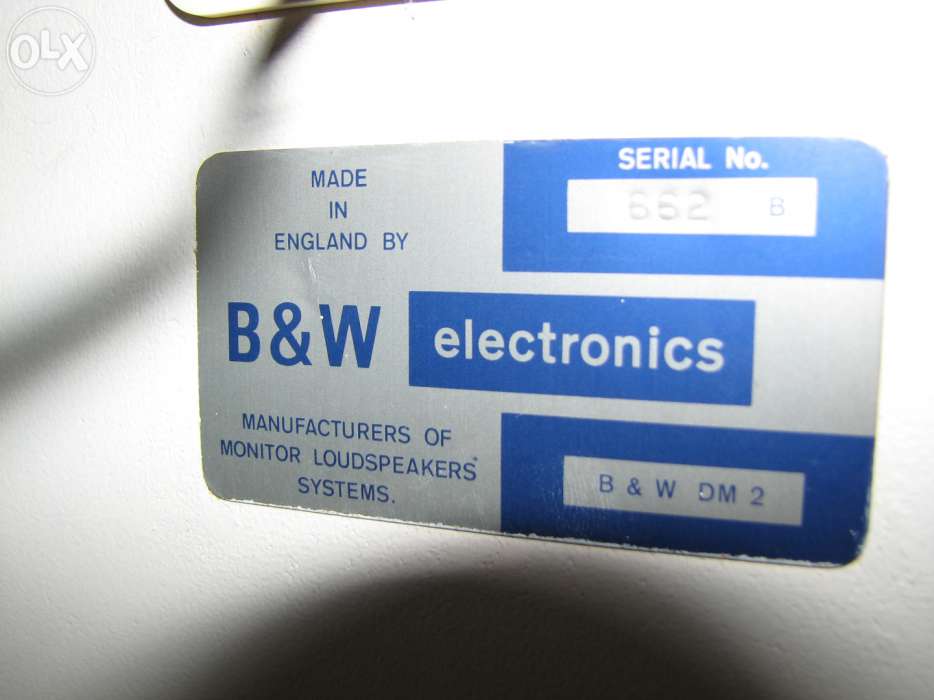 OLX
MADE
IN
ENGLAND BY
SERIAL No.
662 B
B&W electronics
MANUFACTURERS OF
MONITOR LOUDSPEAKERS
SYSTEMS.
B & W DM 2